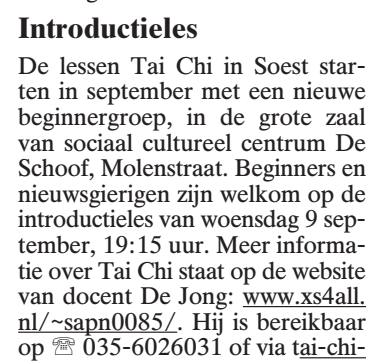 Introductieles
De lessen Tai Chi in Soest star-
ten in september met een nieuwe
beginnergroep, in de grote zaal
van sociaal cultureel centrum De
Schoof, Molenstraat. Beginners en
nieuwsgierigen zijn welkom op de
introductieles van woensdag 9 sep-
tember, 19:15 uur. Meer informa-
tie over Tai Chi staat op de website
van docent De Jong: www.xs4all.
nl/~sapn0085/. Hij is bereikbaar
op ☏ 035-6026031 of via tai-chi-